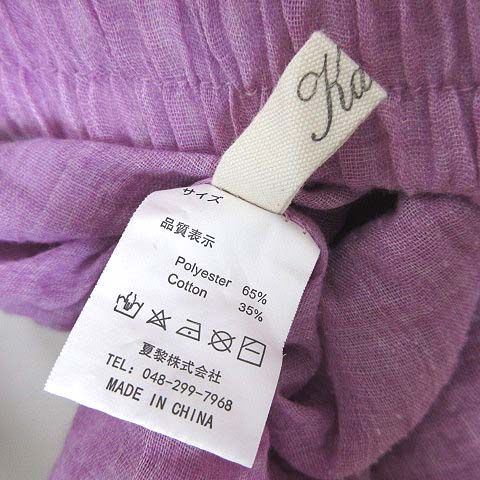 Ka
サイズ
品質表示
Polyester 65%
Cotton 35%
夏黎株式会社
TEL: 048-299-7968
MADE IN CHINA